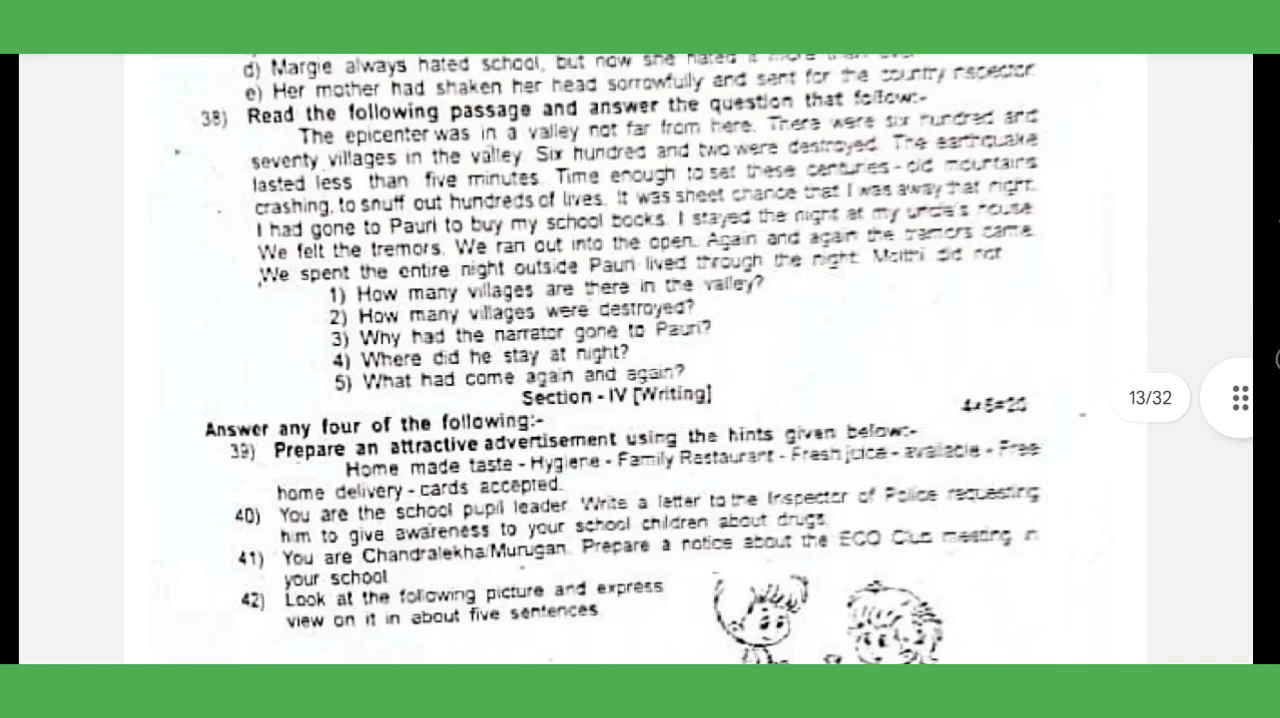 d) Margie always hated school, but now she hated it more than ever
e) Her mother had shaken her head sorrowfully and sent for the country Inspector
38) Read the following passage and answer the question that follow:-
The epicenter was in a valley not far from here. There were six hundred and
seventy villages in the valley. Six hundred and two were destroyed. The earthquake
lasted less than five minutes. Time enough to set these centuries - old mountains
crashing, to snuff out hundreds of lives. It was sheet chance that I was away that night.
I had gone to Pauri to buy my school books. I stayed the night at my uncle's house
We felt the tremors. We ran out into the open. Again and again the tremors came.
We spent the entire night outside Pauri lived through the night. Molthi did not
1) How many villages are there in the valley?
2) How many villages were destroyed?
3) Why had the narrator gone to Pauri?
4) Where did he stay at night?
5) What had come again and again?
Section - IV [Writing]
Answer any four of the following:- 4×5=20
39) Prepare an attractive advertisement using the hints given below:-
Home made taste - Hygiene - Family Restaurant - Fresh juice - available - Free
home delivery - cards accepted.
40) You are the school pupil leader. Write a letter to the Inspector of Police requesting
him to give awareness to your school children about drugs.
41) You are Chandralekha/Murugan. Prepare a notice about the ECO Club meeting in
your school
42) Look at the following picture and express
view on it in about five sentences
13/32